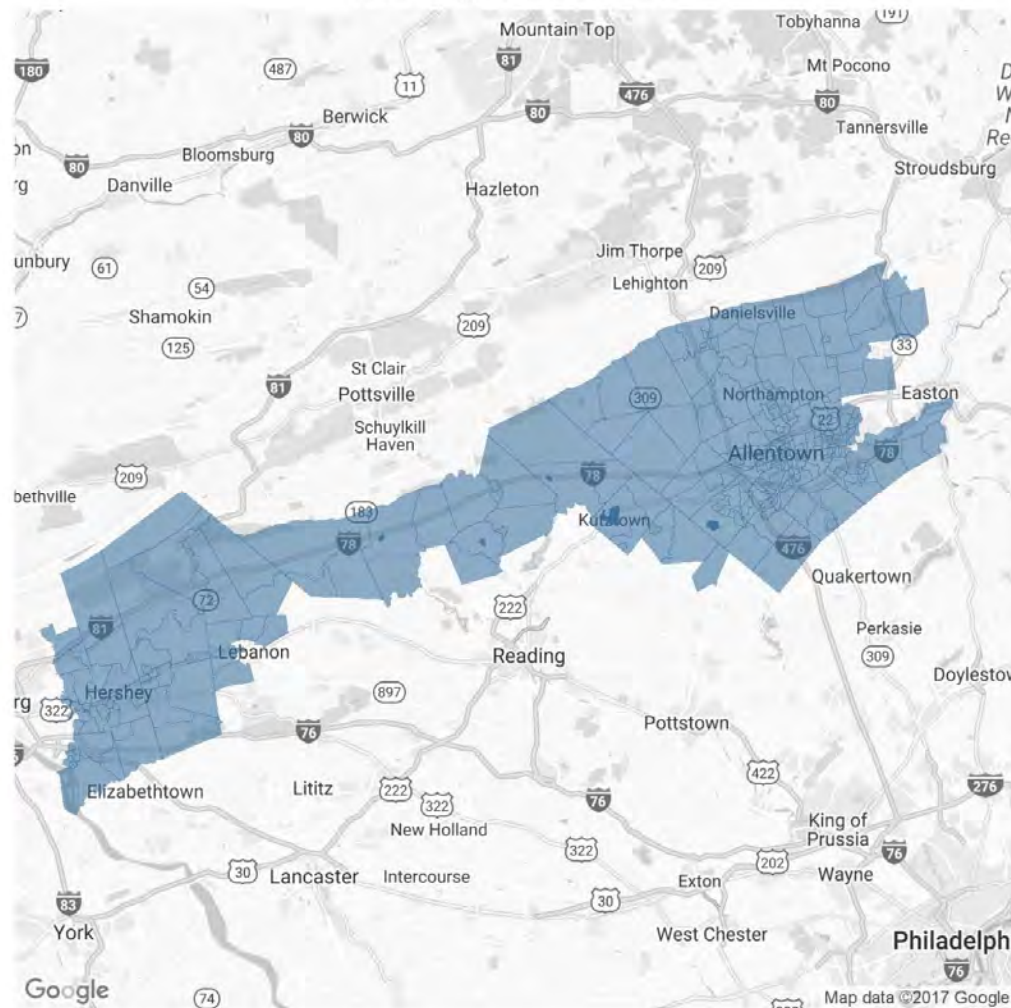 Tobyhanna
191
Mountain Top
81
Mt Pocono
180
487
11
476
80
80
Berwick
80
Tannersville
Bloomsburg
80
Stroudsburg
Danville
Hazleton
unbury
61
Jim Thorpe
209
54
Lehighton
Shamokin
209
Danielsville
125
33
St Clair
81
Pottsville
309
Northampton
Easton
22
Schuylkill
Haven
Allentown
78
209
78
bethville
183
Kutztown
78
476
Quakertown
72
222
81
Perkasie
Lebanon
Reading
309
Hershey
897
Doylestow
rg
322
Pottstown
76
Elizabethtown
Lititz
222
422
276
322
76
New Holland
King of
Prussia
322
202
76
30
Lancaster
Intercourse
Exton
Wayne
83
30
York
West Chester
Philadelph
76
Google
74
Map data ©2017 Google